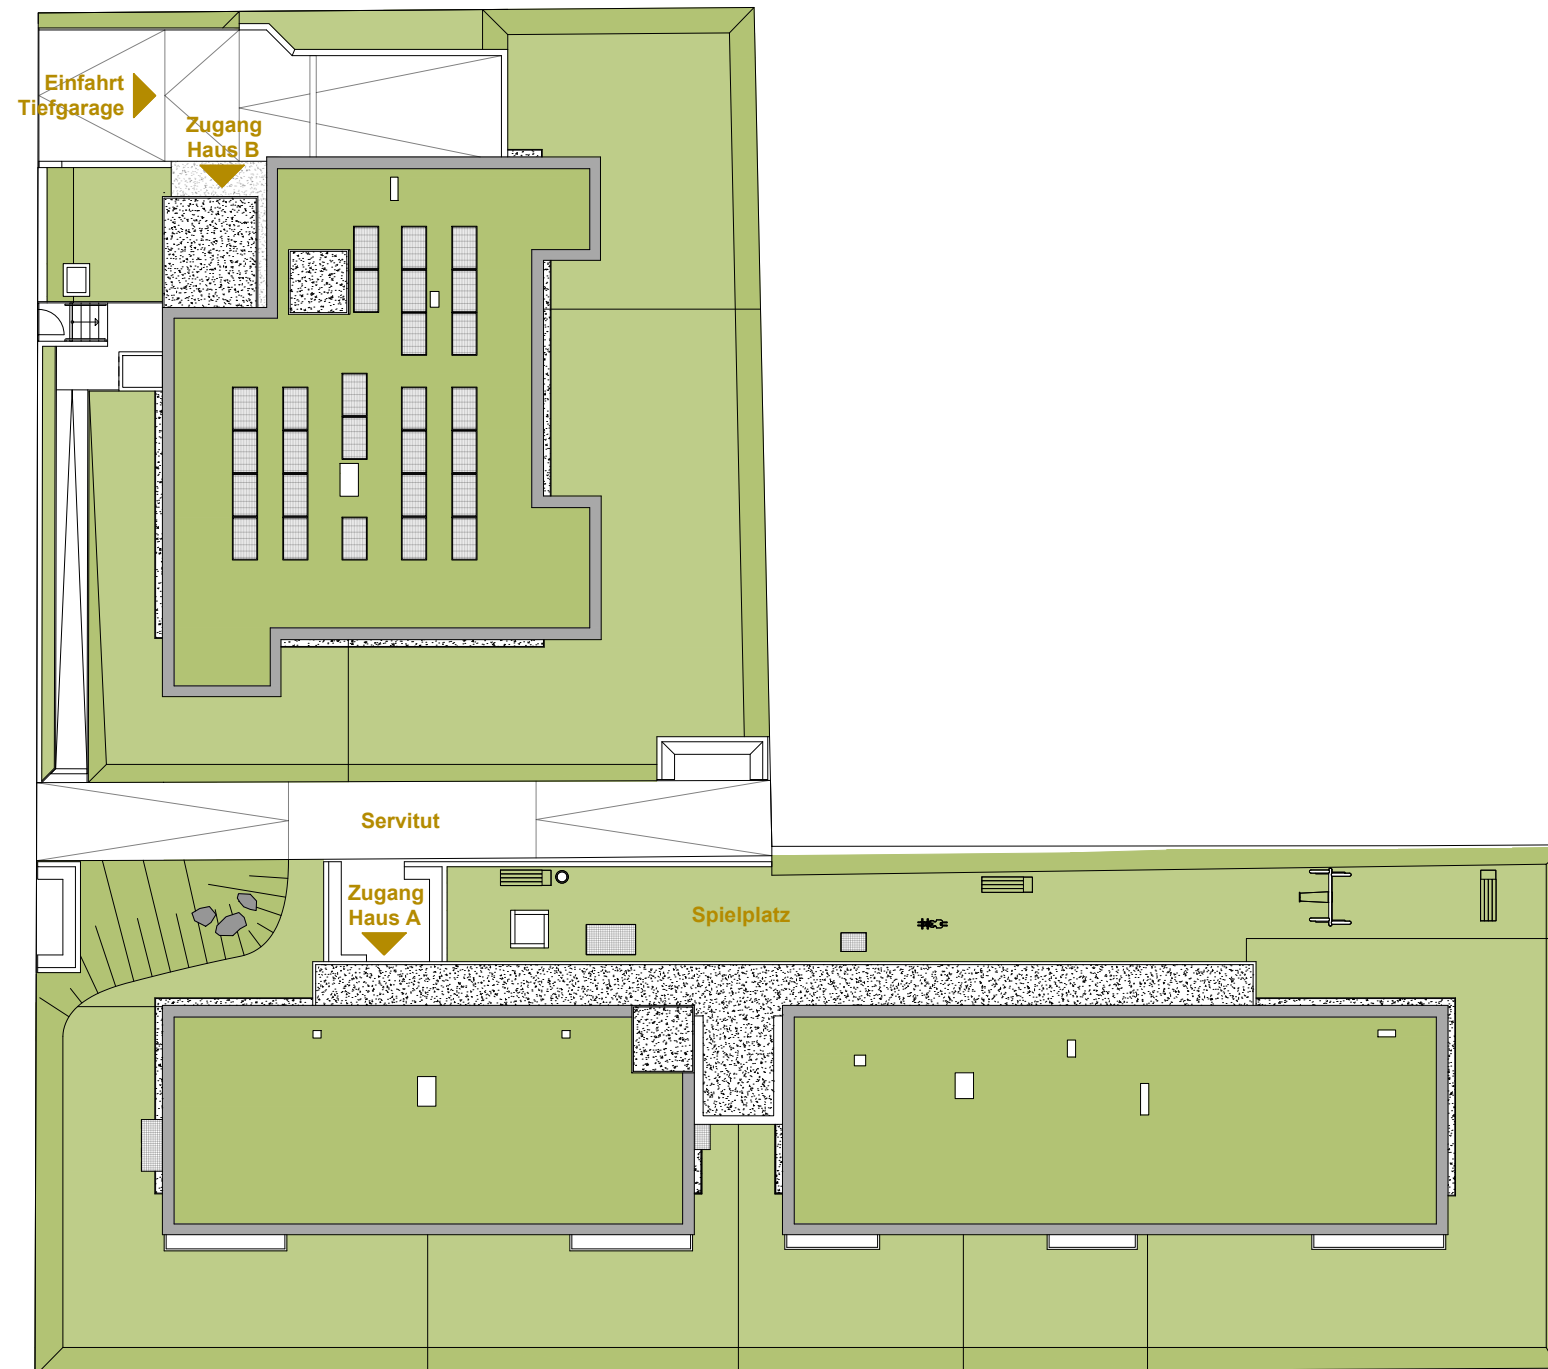 Einfahrt
Tiefgarage
Zugang
Haus B
Servitut
Zugang
Haus A
Spielplatz